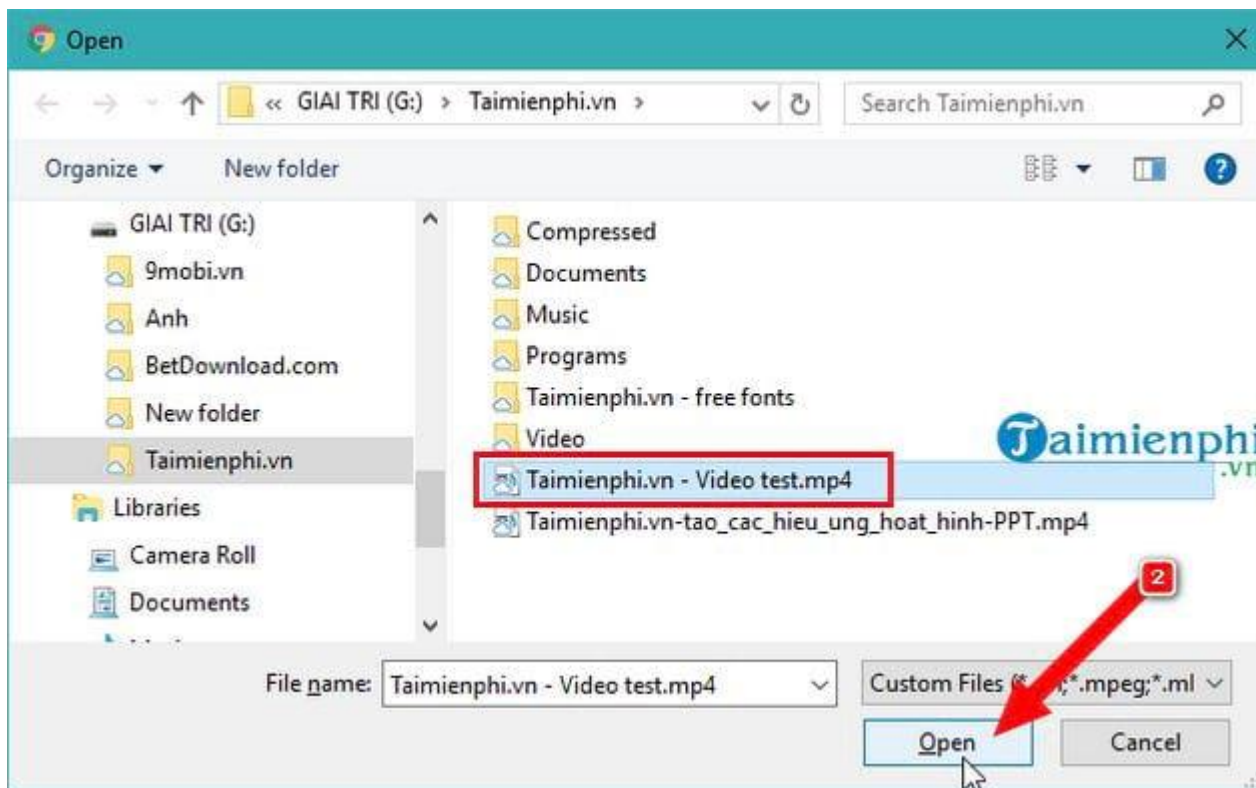 Open
« GIAI TRI (G:) > Taimienphi.vn >
Search Taimienphi.vn
Organize
New folder
GIAI TRI (G:)
9mobi.vn
Anh
BetDownload.com
New folder
Taimienphi.vn
Libraries
Camera Roll
Documents
Compressed
Documents
Music
Programs
Taimienphi.vn - free fonts
Video
Taimienphi.vn - Video test.mp4
Taimienphi.vn-tao_cac_hieu_ung_hoat_hinh-PPT.mp4
Taimienphi
.vn
2
File name:
Taimienphi.vn - Video test.mp4
Custom Files (*. ;*.mpeg;*.ml
Open
Cancel